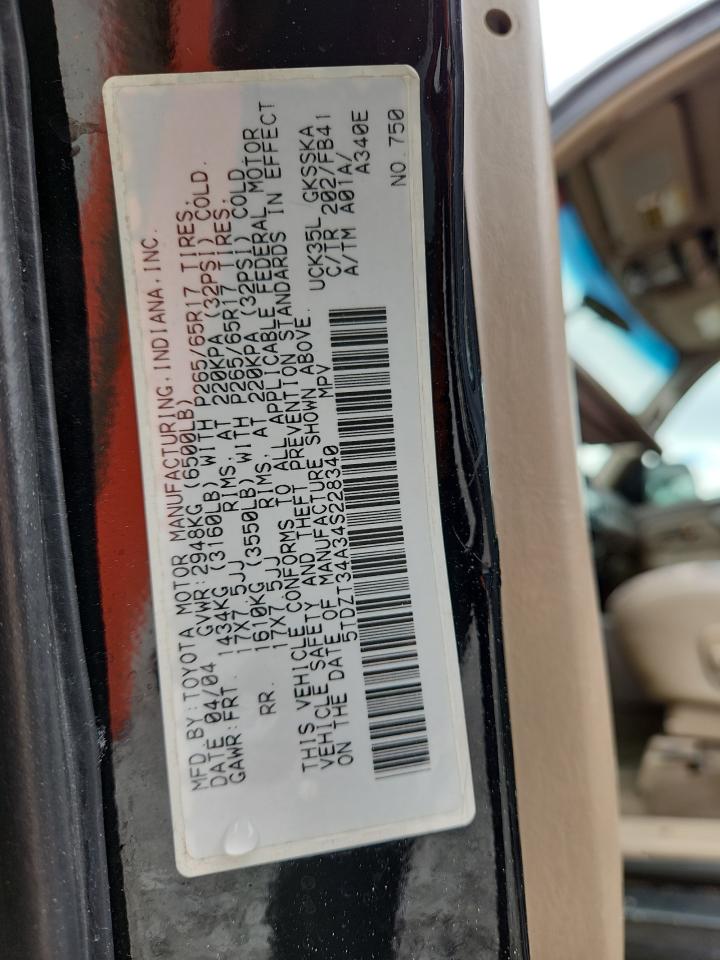 MFD BY:TOYOTA MOTOR MANUFACTURING,INDIANA,INC.
DATE 04/04 GVWR:2948KG (6500LB)
GAWR:FRT. 1434KG (3160LB) WITH P265/65R17 TIRES,
17X7.5JJ RIMS, AT 220KPA (32PSI) COLD.
RR. 1610KG (3550LB) WITH P265/65R17 TIRES,
17X7.5JJ RIMS, AT 220KPA (32PSI) COLD
THIS VEHICLE CONFORMS TO ALL APPLICABLE FEDERAL MOTOR
VEHICLE SAFETY AND THEFT PREVENTION STANDARDS IN EFFECT
ON THE DATE OF MANUFACTURE SHOWN ABOVE.
5TDZT34A34S228340 MPV
UCK35L GKSSKA
C/TR 202/FB41
A/TM A01A/
A340E
NO.750